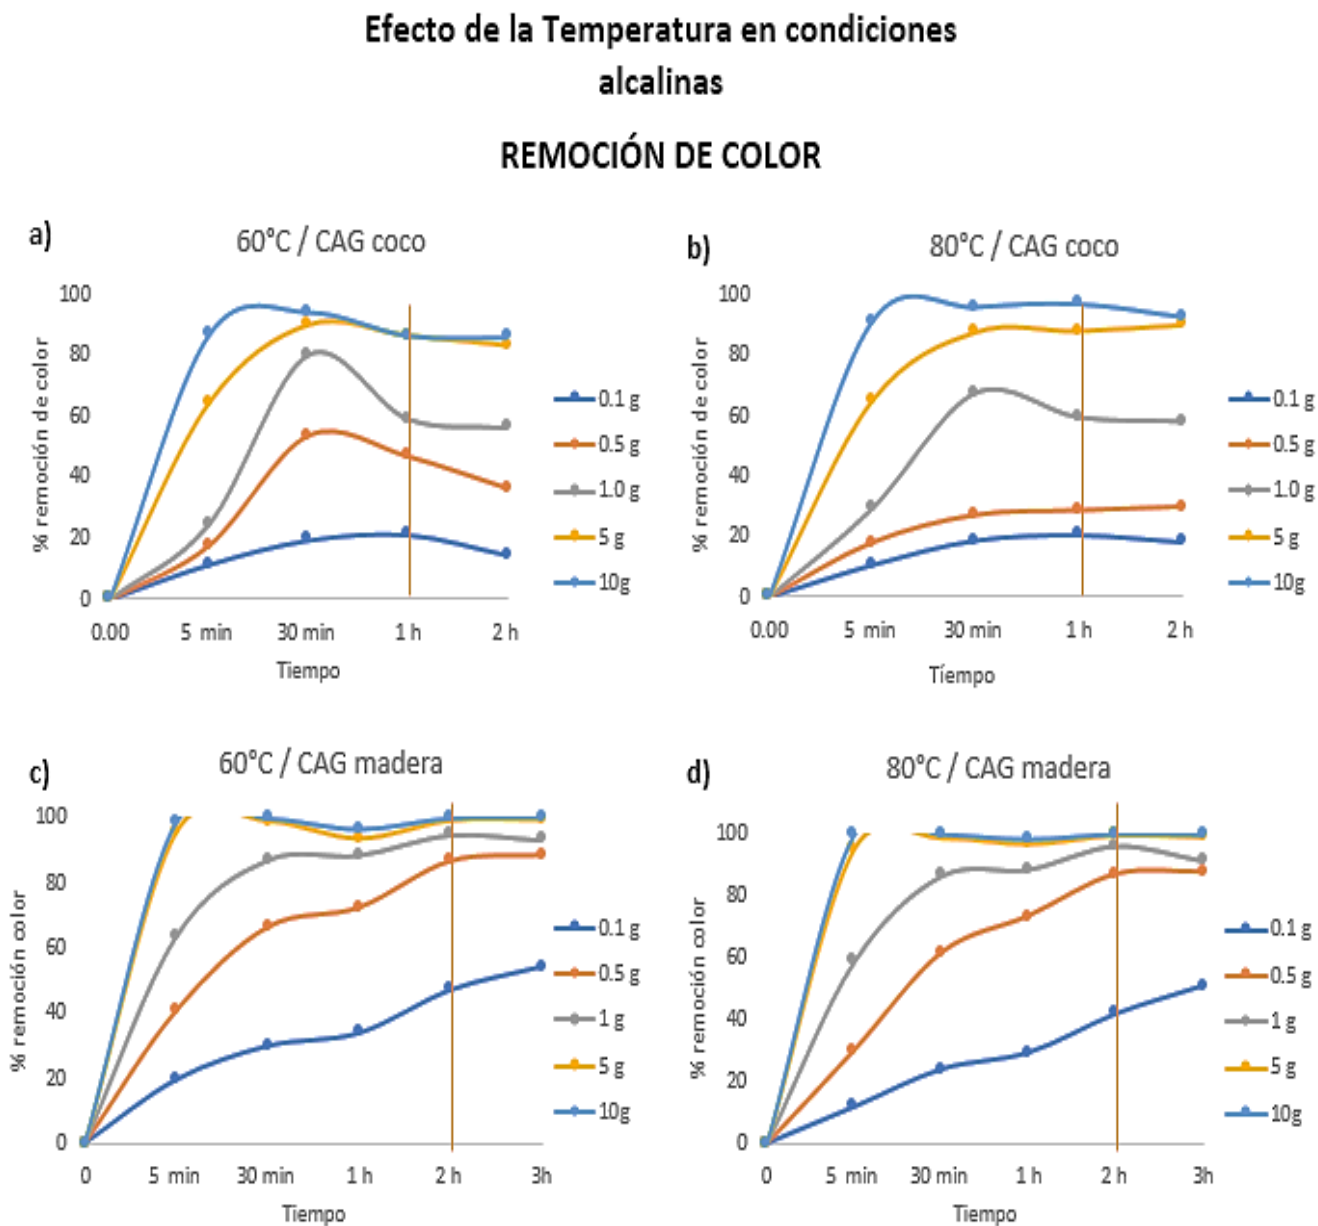 Efecto de la Temperatura en condiciones
alcalinas
REMOCIÓN DE COLOR
a)
60°C / CAG coco
% remoción de color
100
80
60
40
20
0
0.00 5 min 30 min 1 h 2 h
Tiempo
0.1 g
0.5 g
1.0 g
5 g
10g
b)
80°C / CAG coco
% remoción de color
100
80
60
40
20
0
0.00 5 min 30 min 1 h 2 h
Tiempo
0.1 g
0.5 g
1.0 g
5 g
10g
c)
60°C / CAG madera
% remoción color
100
80
60
40
20
0
0 5 min 30 min 1 h 2 h 3h
Tiempo
0.1 g
0.5 g
1 g
5 g
10g
d)
80°C / CAG madera
% remoción color
100
80
60
40
20
0
0 5 min 30 min 1 h 2 h 3h
Tiempo
0.1 g
0.5 g
1 g
5 g
10g